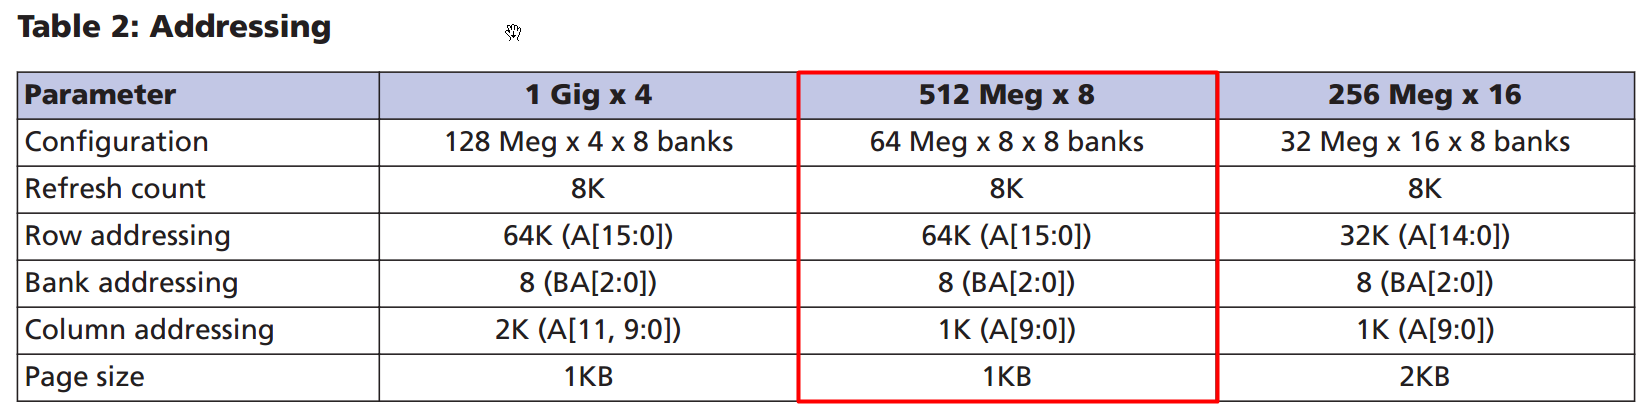 Table 2: Addressing
Parameter 1 Gig x 4 512 Meg x 8 256 Meg x 16
Configuration 128 Meg x 4 x 8 banks 64 Meg x 8 x 8 banks 32 Meg x 16 x 8 banks
Refresh count 8K 8K 8K
Row addressing 64K (A[15:0]) 64K (A[15:0]) 32K (A[14:0])
Bank addressing 8 (BA[2:0]) 8 (BA[2:0]) 8 (BA[2:0])
Column addressing 2K (A[11, 9:0]) 1K (A[9:0]) 1K (A[9:0])
Page size 1KB 1KB 2KB